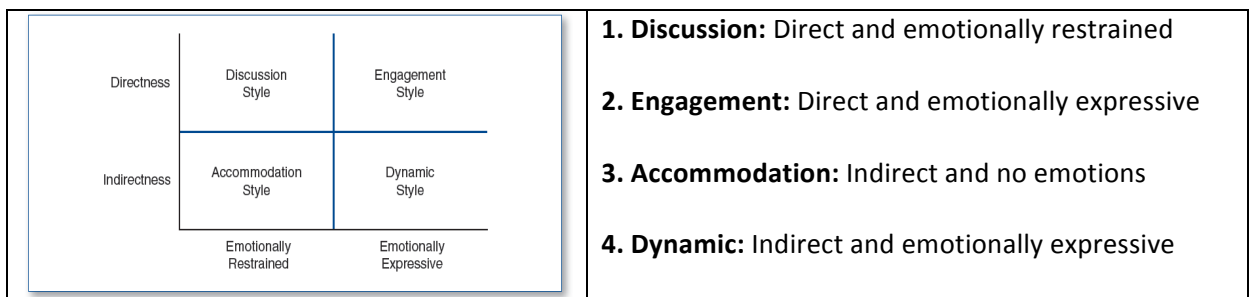 Directness
Discussion
Style
Engagement
Style
Indirectness
Accommodation
Style
Dynamic
Style
Emotionally
Restrained
Emotionally
Expressive
1. Discussion: Direct and emotionally restrained
2. Engagement: Direct and emotionally expressive
3. Accommodation: Indirect and no emotions
4. Dynamic: Indirect and emotionally expressive